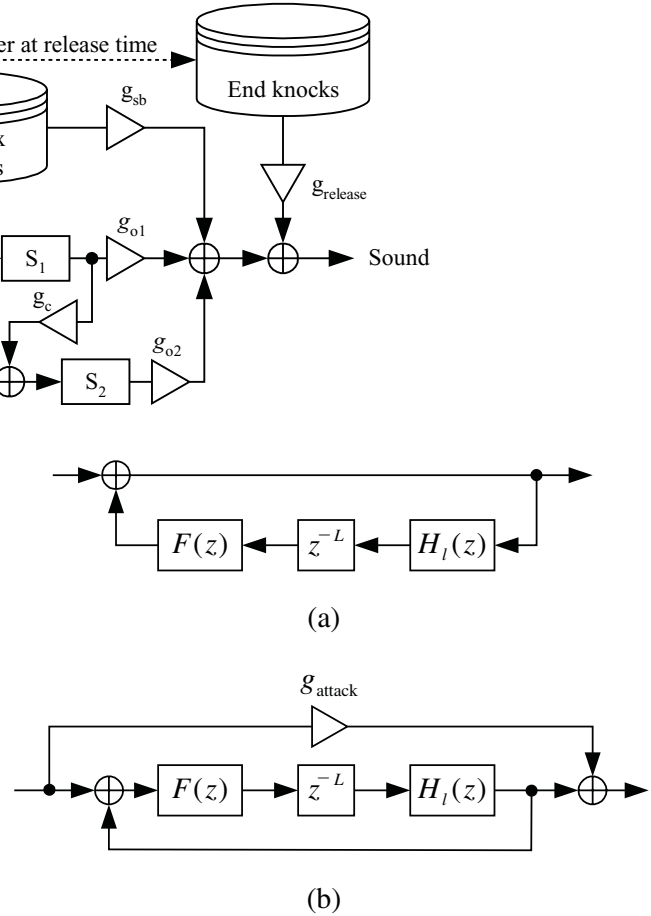 er at release time
End knocks
g_sb
x
s
g_release
g_o1
S_1
Sound
g_c
g_o2
S_2
F(z)
z^{-L}
H_l(z)
(a)
g_attack
F(z)
z^{-L}
H_l(z)
(b)